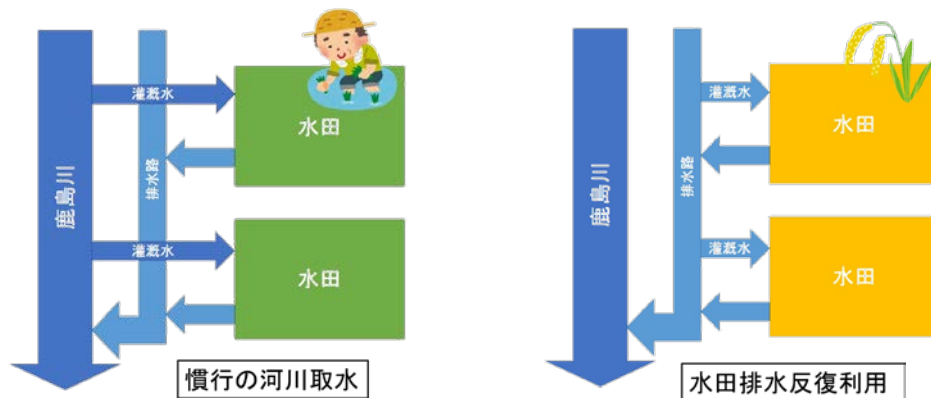 鹿島川
排水路
灌漑水
水田
灌漑水
水田
慣行の河川取水
鹿島川
排水路
灌漑水
水田
灌漑水
水田
水田排水反復利用